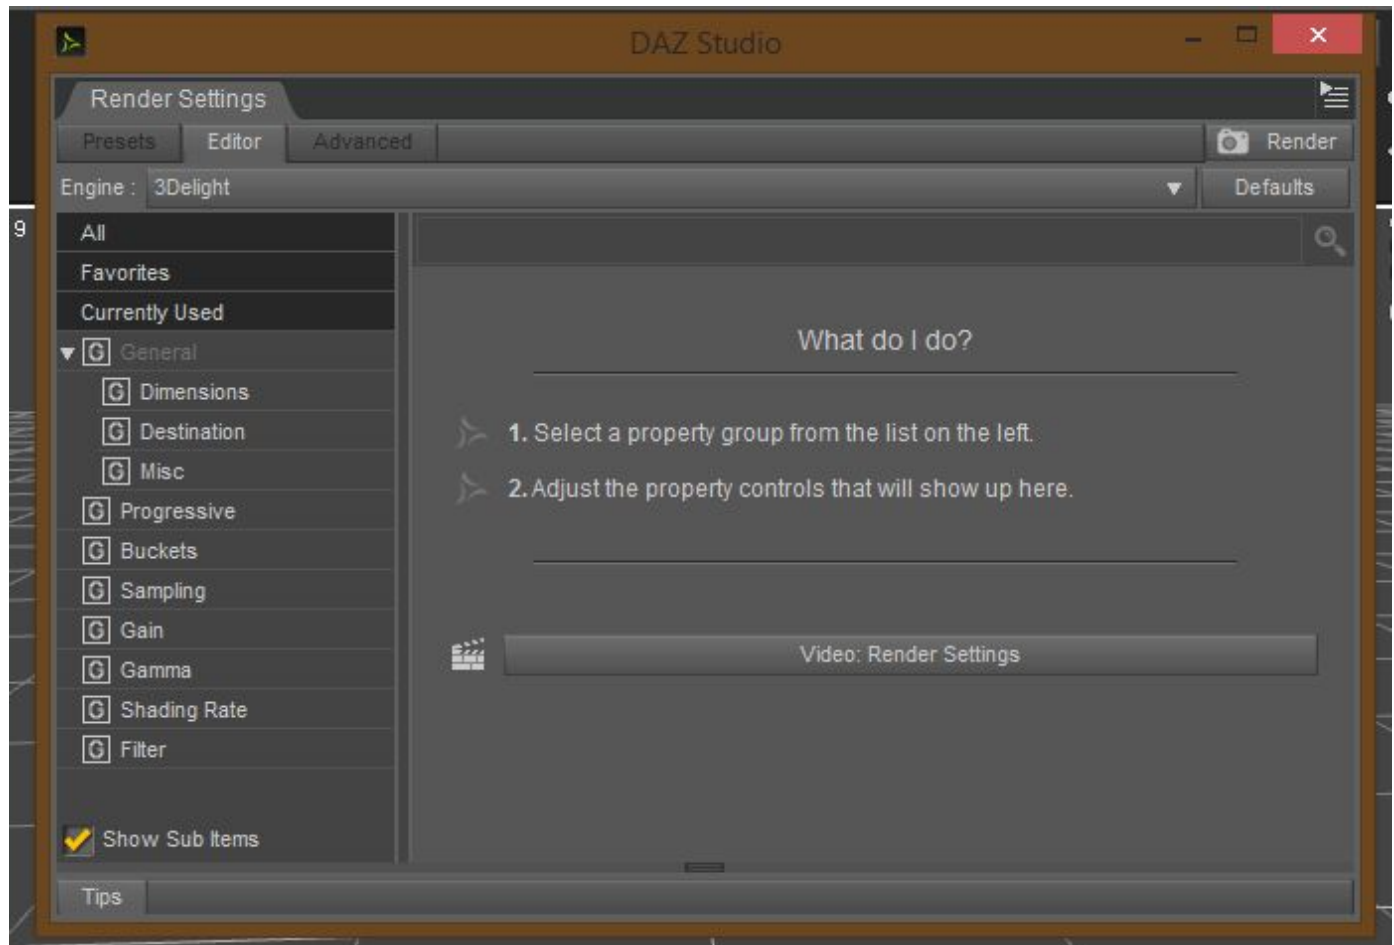 DAZ Studio
Render Settings
Presets Editor Advanced Render
Engine : 3Delight Defaults
9
All
Favorites
Currently Used
G General
G Dimensions
G Destination
G Misc
G Progressive
G Buckets
G Sampling
G Gain
G Gamma
G Shading Rate
G Filter
Show Sub Items
What do I do?
1. Select a property group from the list on the left.
2. Adjust the property controls that will show up here.
Video: Render Settings
Tips